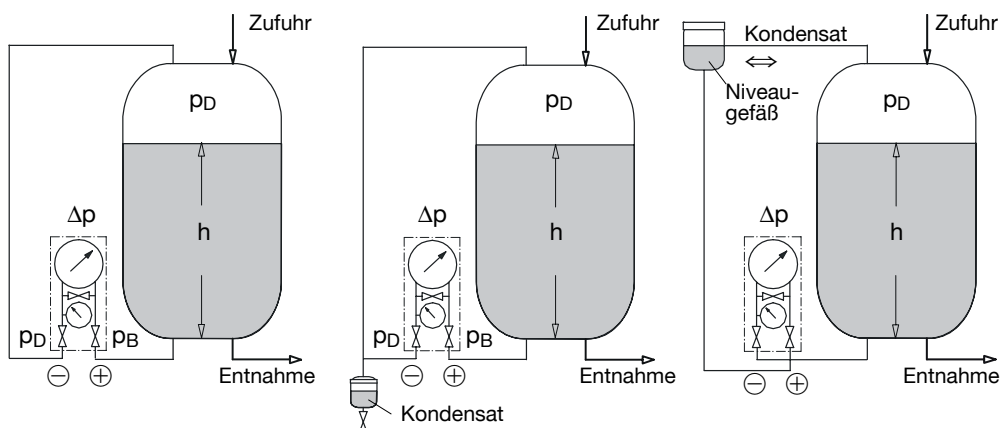 Zufuhr
pD
Δp
h
pD
pB
− +
Entnahme
Zufuhr
pD
Δp
h
pD
pB
− +
Entnahme
Kondensat
Zufuhr
Kondensat
Niveau-
gefäß
pD
Δp
h
− +
Entnahme